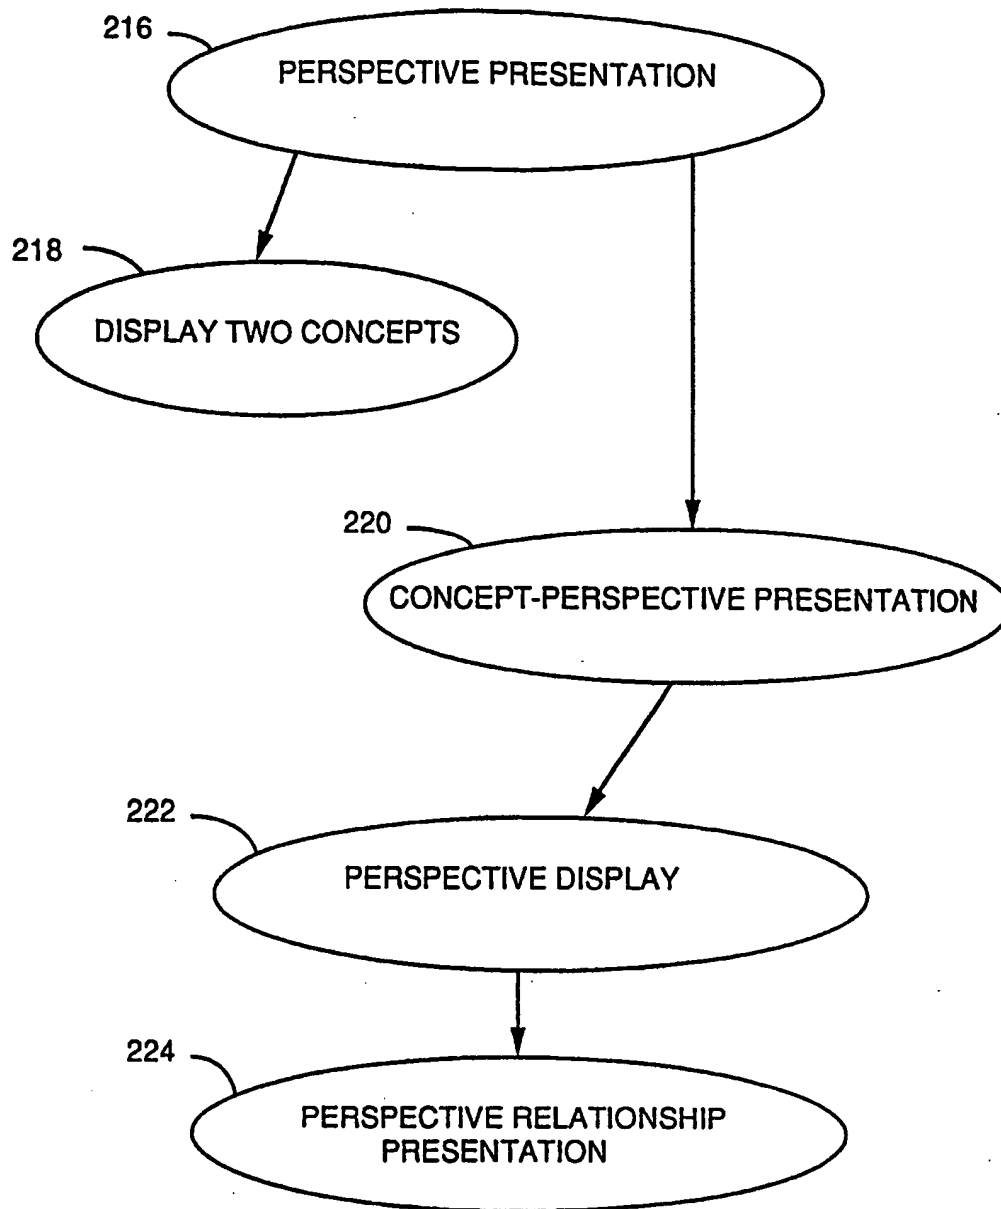 216
PERSPECTIVE PRESENTATION
218
DISPLAY TWO CONCEPTS
220
CONCEPT-PERSPECTIVE PRESENTATION
222
PERSPECTIVE DISPLAY
224
PERSPECTIVE RELATIONSHIP
PRESENTATION